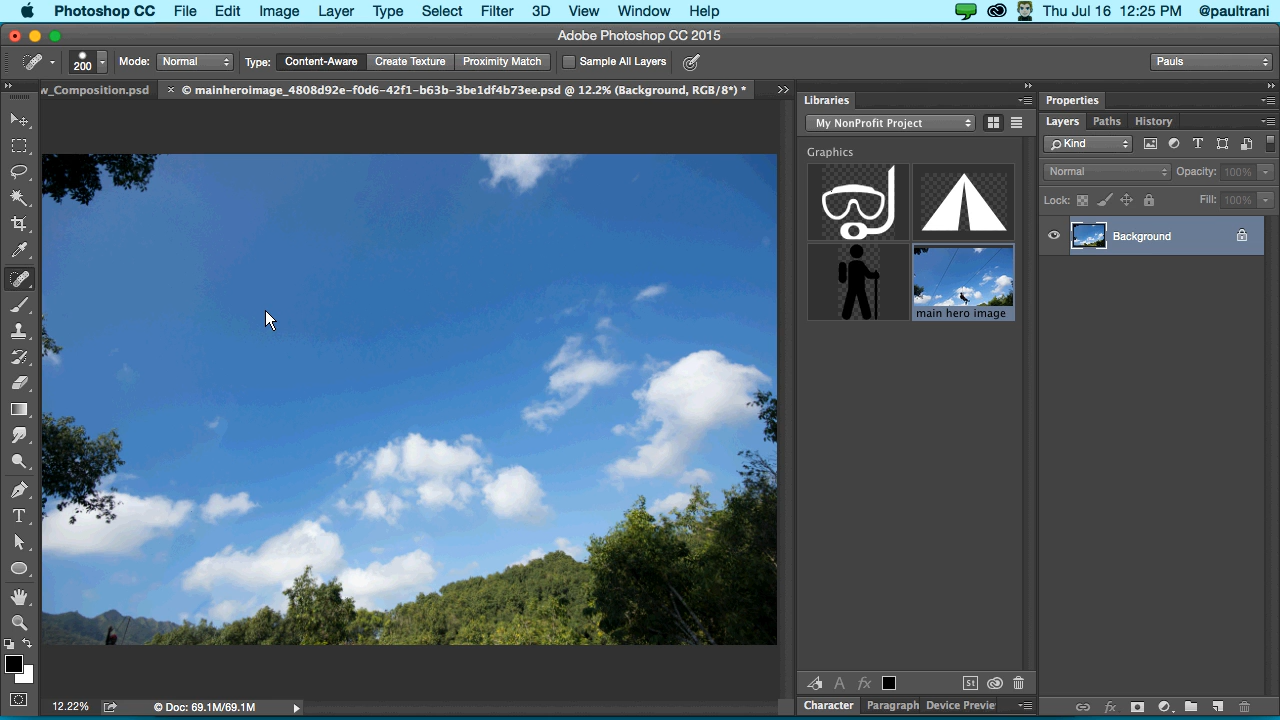 Photoshop CC File Edit Image Layer Type Select Filter 3D View Window Help Thu Jul 16 12:25 PM @paultrani
Adobe Photoshop CC 2015
200 Mode: Normal Type: Content-Aware Create Texture Proximity Match Sample All Layers Pauls
w_Composition.psd × © mainheroimage_4808d92e-f0d6-42f1-b63b-3be1df4b73ee.psd @ 12.2% (Background, RGB/8*) *
Libraries
My NonProfit Project
Graphics
main hero image
Properties
Layers Paths History
Kind
Normal Opacity: 100%
Lock: Fill: 100%
Background
T
A fx St
fx
12.22% © Doc: 69.1M/69.1M
Character Paragraph Device Previe